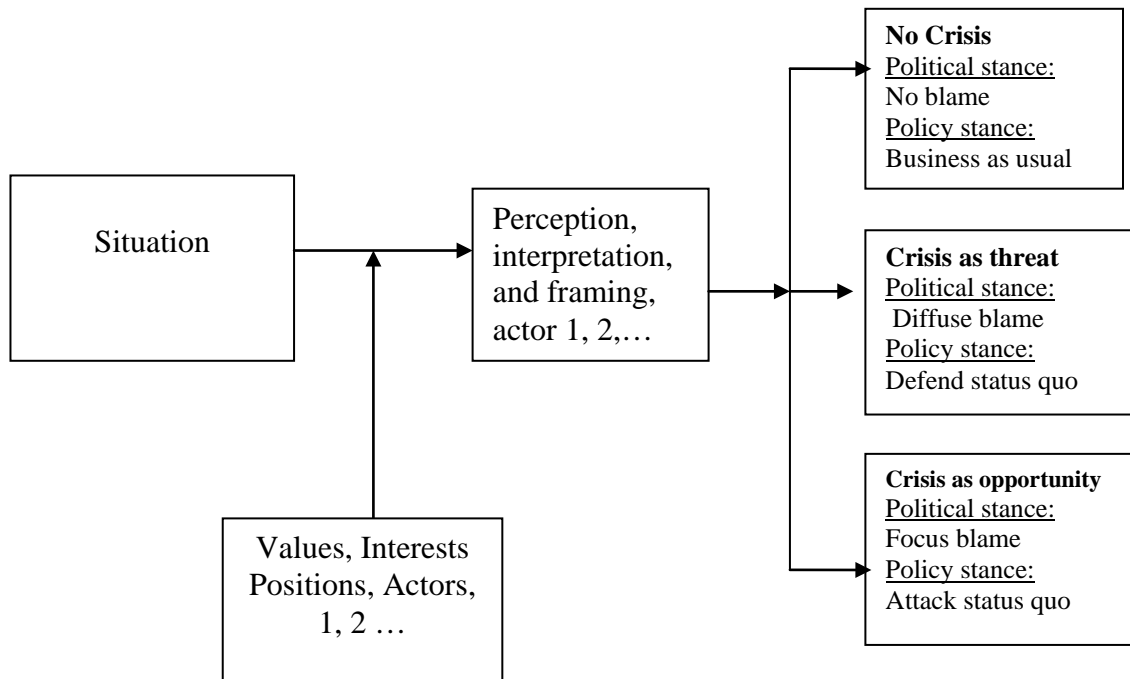 Situation
Values, Interests
Positions, Actors,
1, 2 …
Perception,
interpretation,
and framing,
actor 1, 2,…
No Crisis
Political stance:
No blame
Policy stance:
Business as usual
Crisis as threat
Political stance:
Diffuse blame
Policy stance:
Defend status quo
Crisis as opportunity
Political stance:
Focus blame
Policy stance:
Attack status quo